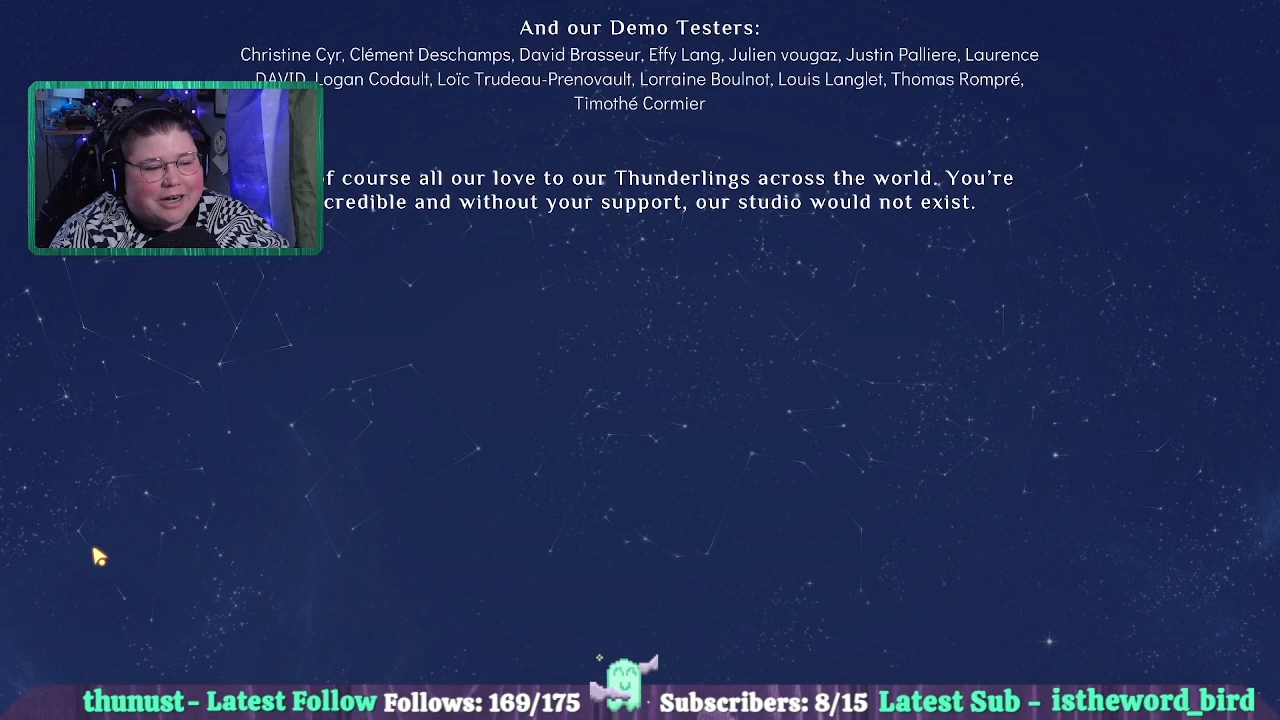 And our Demo Testers:
Christine Cyr, Clément Deschamps, David Brasseur, Effy Lang, Julien vougaz, Justin Palliere, Laurence
DAVID, Logan Codault, Loïc Trudeau-Prenovault, Lorraine Bouinot, Louis Langlet, Thomas Rompré,
Timothé Cormier
of course all our love to our Thunderlings across the world. You're
credible and without your support, our studio would not exist.
thunust - Latest Follow Follows: 169/175 Subscribers: 8/15 Latest Sub - istheword_bird